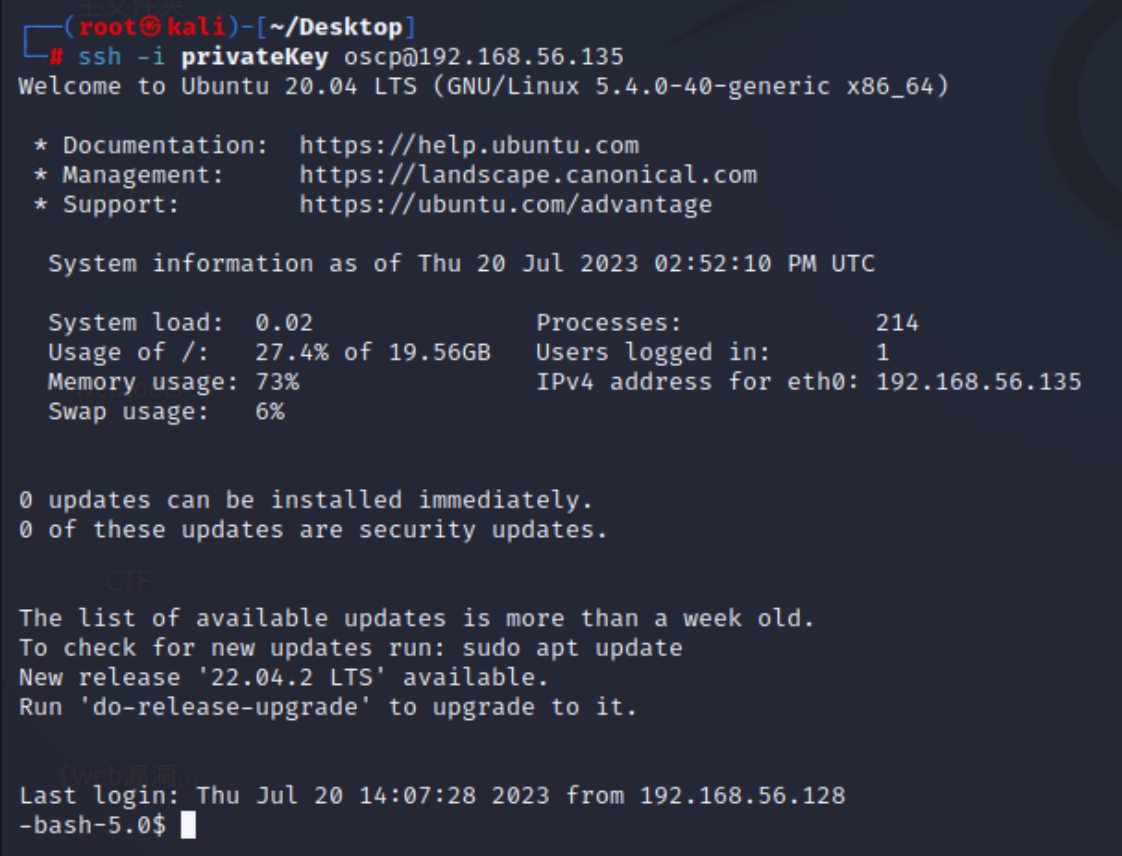 ┌──(root㉿kali)-[~/Desktop]
└─# ssh -i privateKey oscp@192.168.56.135
Welcome to Ubuntu 20.04 LTS (GNU/Linux 5.4.0-40-generic x86_64)
* Documentation:  https://help.ubuntu.com
* Management:     https://landscape.canonical.com
* Support:        https://ubuntu.com/advantage
System information as of Thu 20 Jul 2023 02:52:10 PM UTC
System load:  0.02               Processes:             214
Usage of /:   27.4% of 19.56GB   Users logged in:       1
Memory usage: 73%                IPv4 address for eth0: 192.168.56.135
Swap usage:   6%
0 updates can be installed immediately.
0 of these updates are security updates.
CTF
The list of available updates is more than a week old.
To check for new updates run: sudo apt update
New release '22.04.2 LTS' available.
Run 'do-release-upgrade' to upgrade to it.
《web漏洞...
Last login: Thu Jul 20 14:07:28 2023 from 192.168.56.128
-bash-5.0$